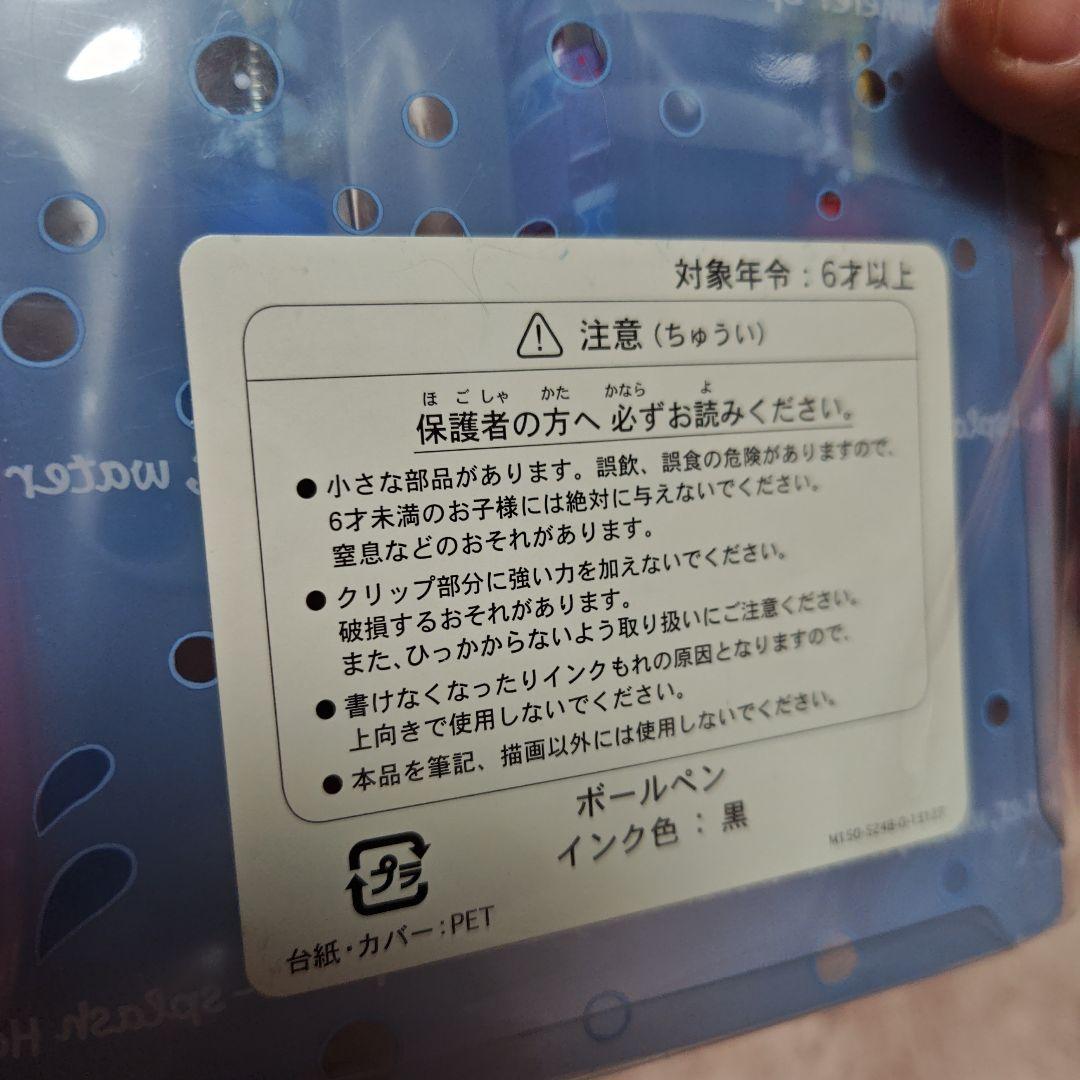 対象年令:6才以上
⚠ 注意(ちゅうい)
ほごしゃ かた かなら よ
保護者の方へ 必ずお読みください。
● 小さな部品があります。誤飲、誤食の危険がありますので、
6才未満のお子様には絶対に与えないでください。
窒息などのおそれがあります。
● クリップ部分に強い力を加えないでください。
破損するおそれがあります。
また、ひっかからないよう取り扱いにご注意ください。
● 書けなくなったりインクもれの原因となりますので、
上向きで使用しないでください。
● 本品を筆記、描画以外には使用しないでください。
ボールペン
インク色:黒
プラ
台紙・カバー:PET
water
splash